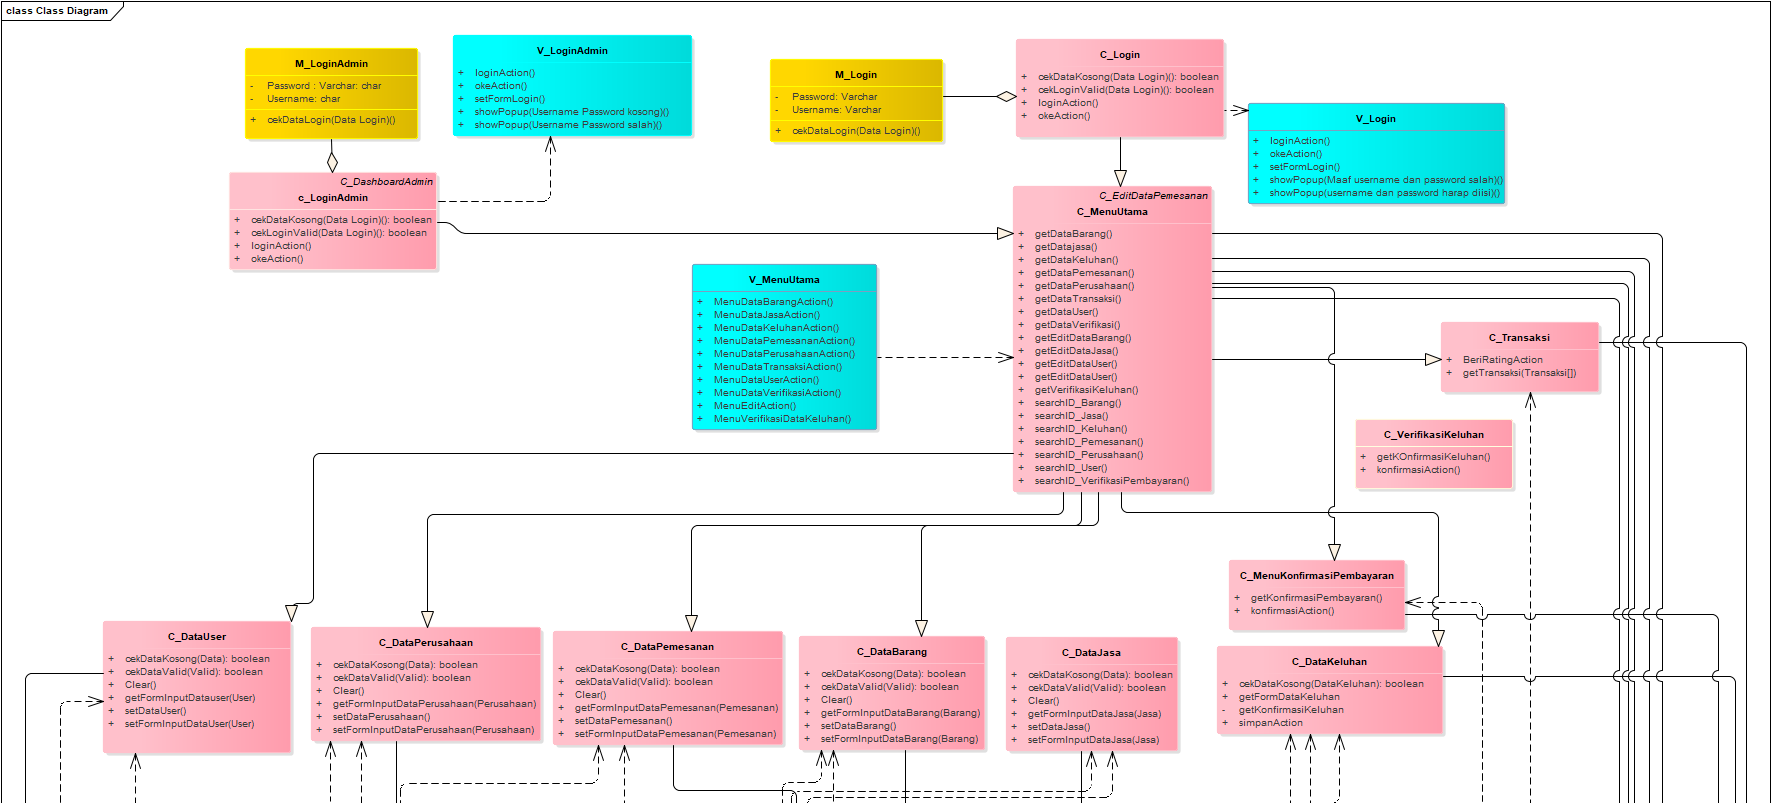 class Class Diagram
M_LoginAdmin
- Password : Varchar: char
- Username: char
+ cekDataLogin(Data Login)()
V_LoginAdmin
+ loginAction()
+ okeAction()
+ setFormLogin()
+ showPopup(Username Password kosong)()
+ showPopup(Username Password salah)()
M_Login
- Password: Varchar
- Username: Varchar
+ cekDataLogin(Data Login)()
C_Login
+ cekDataKosong(Data Login)(): boolean
+ cekLoginValid(Data Login)(): boolean
+ loginAction()
+ okeAction()
V_Login
+ loginAction()
+ okeAction()
+ setFormLogin()
+ showPopup(Maaf username dan password salah)()
+ showPopup(username dan password harap diisi)()
C_DashboardAdmin
c_LoginAdmin
+ cekDataKosong(Data Login)(): boolean
+ cekLoginValid(Data Login)(): boolean
+ loginAction()
+ okeAction()
C_EditDataPemesanan
C_MenuUtama
+ getDataBarang()
+ getDatajasa()
+ getDataKeluhan()
+ getDataPemesanan()
+ getDataPerusahaan()
+ getDataTransaksi()
+ getDataUser()
+ getDataVerifikasi()
+ getEditDataBarang()
+ getEditDataJasa()
+ getEditDataUser()
+ getEditDataUser()
+ getVerifikasiKeluhan()
+ searchID_Barang()
+ searchID_Jasa()
+ searchID_Keluhan()
+ searchID_Pemesanan()
+ searchID_Perusahaan()
+ searchID_User()
+ searchID_VerifikasiPembayaran()
V_MenuUtama
+ MenuDataBarangAction()
+ MenuDataJasaAction()
+ MenuDataKeluhanAction()
+ MenuDataPemesananAction()
+ MenuDataPerusahaanAction()
+ MenuDataTransaksiAction()
+ MenuDataUserAction()
+ MenuDataVerifikasiAction()
+ MenuEditAction()
+ MenuVerifikasiDataKeluhan()
C_Transaksi
+ BeriRatingAction
+ getTransaksi(Transaksi[])
C_VerifikasiKeluhan
+ getKOnfirmasiKeluhan()
+ konfirmasiAction()
C_MenuKonfirmasiPembayaran
+ getKonfirmasiPembayaran()
+ konfirmasiAction()
C_DataUser
+ cekDataKosong(Data): boolean
+ cekDataValid(Valid): boolean
+ Clear()
+ getFormInputDatauser(User)
+ setDataUser()
+ setFormInputDataUser(User)
C_DataPerusahaan
+ cekDataKosong(Data): boolean
+ cekDataValid(Valid): boolean
+ Clear()
+ getFormInputDataPerusahaan(Perusahaan)
+ setDataPerusahaan()
+ setFormInputDataPerusahaan(Perusahaan)
C_DataPemesanan
+ cekDataKosong(Data): boolean
+ cekDataValid(Valid): boolean
+ Clear()
+ getFormInputDataPemesanan(Pemesanan)
+ setDataPemesanan()
+ setFormInputDataPemesanan(Pemesanan)
C_DataBarang
+ cekDataKosong(Data): boolean
+ cekDataValid(Valid): boolean
+ Clear()
+ getFormInputDataBarang(Barang)
+ setDataBarang()
+ setFormInputDataBarang(Barang)
C_DataJasa
+ cekDataKosong(Data): boolean
+ cekDataValid(Valid): boolean
+ Clear()
+ getFormInputDataJasa(Jasa)
+ setDataJasa()
+ setFormInputDataJasa(Jasa)
C_DataKeluhan
+ cekDataKosong(DataKeluhan): boolean
+ getFormDataKeluhan
- getKonfirmasiKeluhan
+ simpanAction